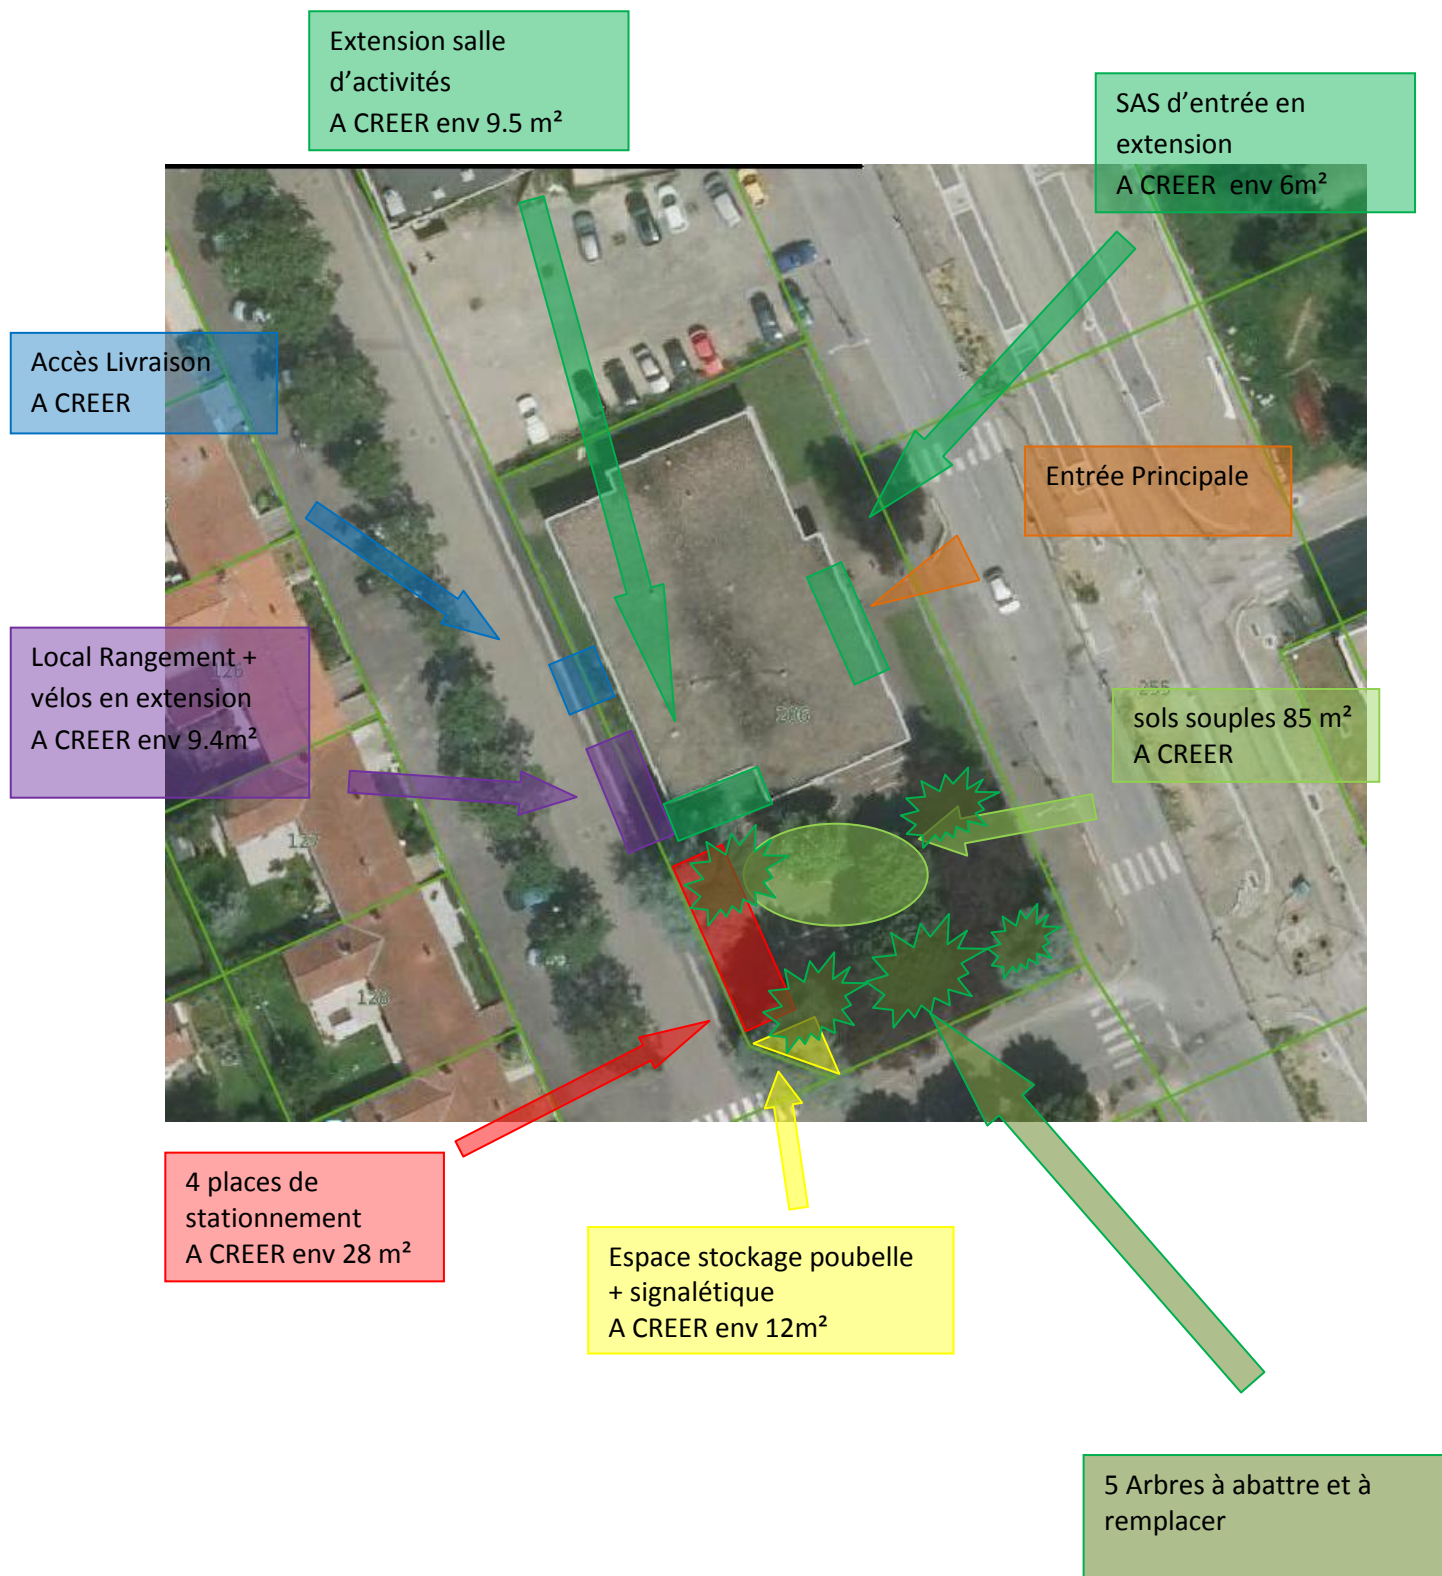 Extension salle
d'activités
A CREER env 9.5 m²
SAS d'entrée en
extension
A CREER env 6m²
Accès Livraison
A CREER
Entrée Principale
Local Rangement +
vélos en extension
A CREER env 9.4m²
126
255
sols souples 85 m²
A CREER
206
127
128
4 places de
stationnement
A CREER env 28 m²
Espace stockage poubelle
+ signalétique
A CREER env 12m²
5 Arbres à abattre et à
remplacer